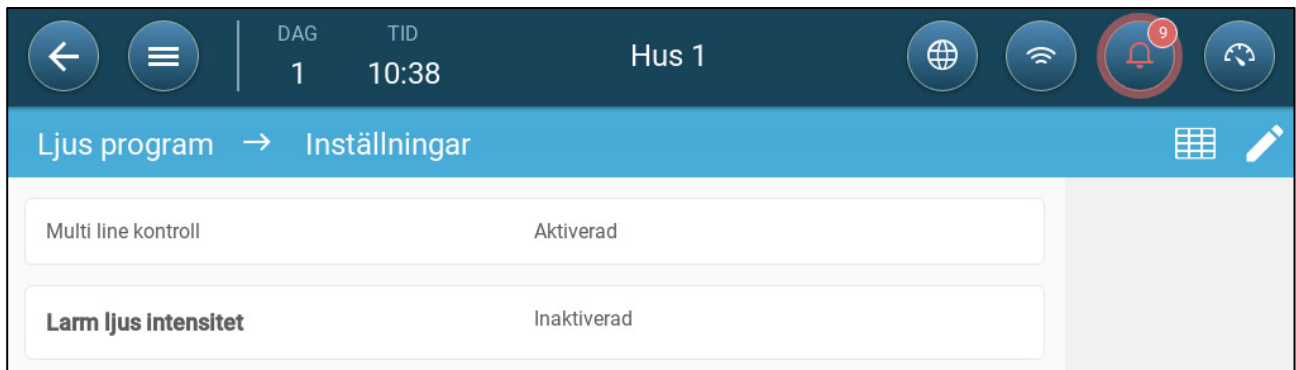 DAG TID
1 10:38 Hus 1 9
Ljus program → Inställningar
Multi line kontroll Aktiverad
Larm ljus intensitet Inaktiverad